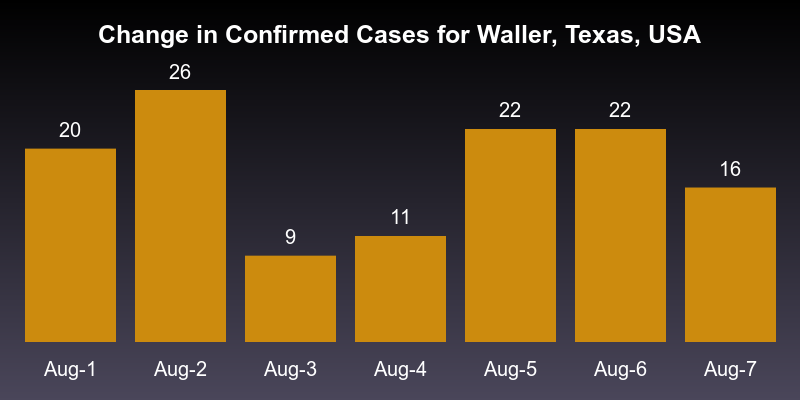 Change in Confirmed Cases for Waller, Texas, USA
20 26 9 11 22 22 16
Aug-1 Aug-2 Aug-3 Aug-4 Aug-5 Aug-6 Aug-7